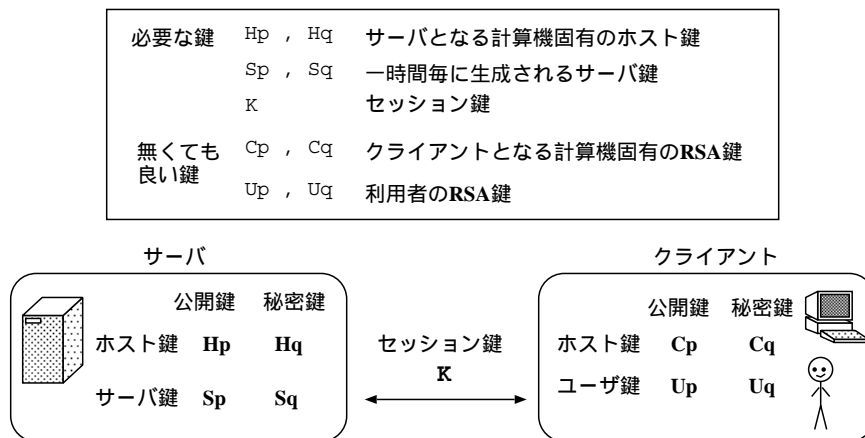 必要な鍵 Hp , Hq サーバとなる計算機固有のホスト鍵
Sp , Sq 一時間毎に生成されるサーバ鍵
K セッション鍵
無くても
良い鍵
Cp , Cq クライアントとなる計算機固有のRSA鍵
Up , Uq 利用者のRSA鍵
サーバ
公開鍵 秘密鍵
ホスト鍵 Hp Hq
サーバ鍵 Sp Sq
セッション鍵
K
クライアント
公開鍵 秘密鍵
ホスト鍵 Cp Cq
ユーザ鍵 Up Uq